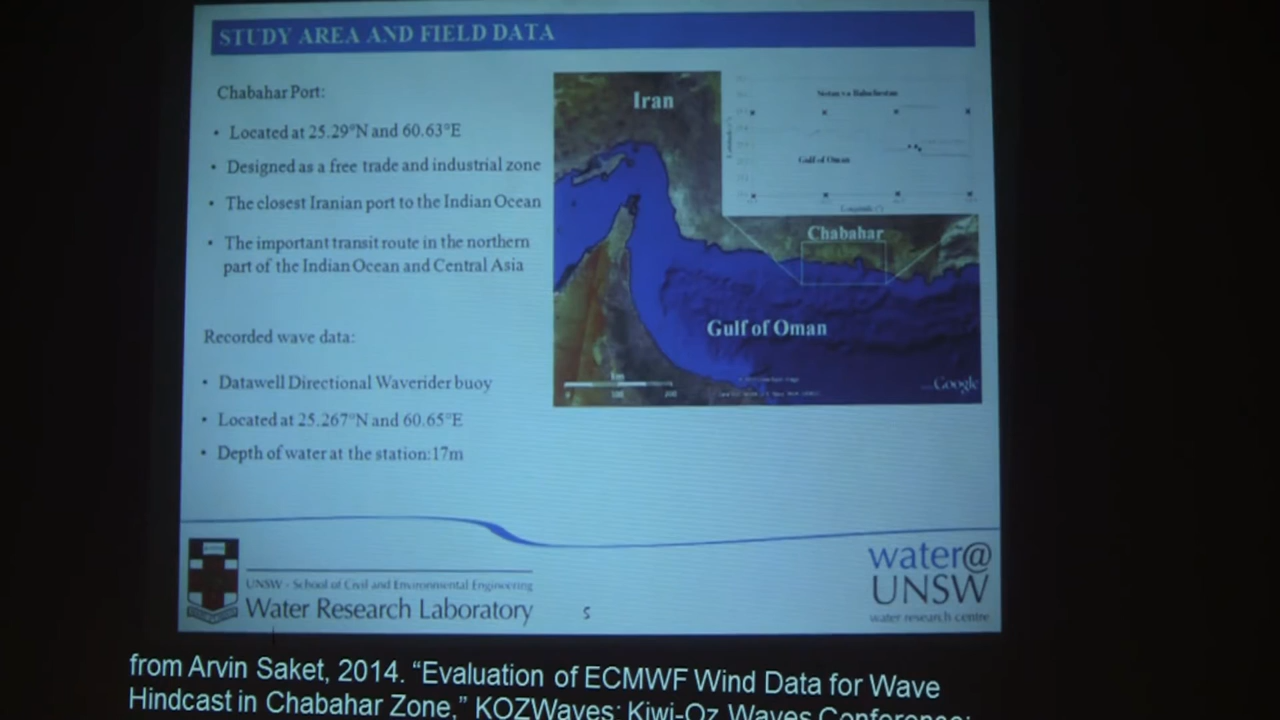 STUDY AREA AND FIELD DATA
Chabahar Port:
• Located at 25.29°N and 60.63°E
• Designed as a free trade and industrial zone
• The closest Iranian port to the Indian Ocean
• The important transit route in the northern
part of the Indian Ocean and Central Asia
Recorded wave data:
• Datawell Directional Waverider buoy
• Located at 25.267°N and 60.65°E
• Depth of water at the station:17m
Iran
Gulf of Oman
Chabahar
Gulf of Oman
Google
UNSW - School of Civil and Environmental Engineering
Water Research Laboratory
5
water@
UNSW
water research centre
from Arvin Saket, 2014. “Evaluation of ECMWF Wind Data for Wave
Hindcast in Chabahar Zone,” KOZWaves: Kiwi-Oz Waves Conference: